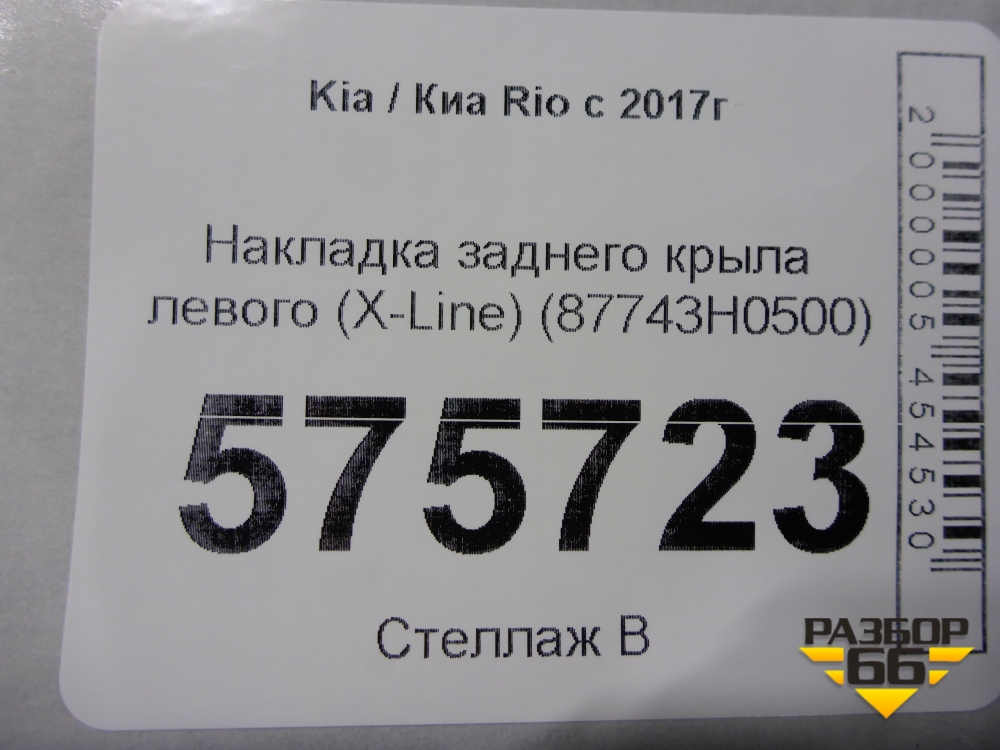 Kia / Киа Rio с 2017г
Накладка заднего крыла
левого (X-Line) (87743H0500)
575723
Стеллаж В
2000005454530
РАЗБОР
66